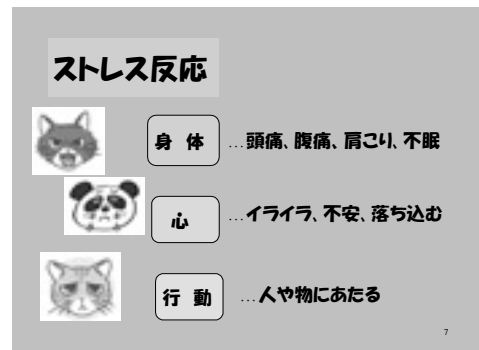 ストレス反応
身 体 …頭痛、腹痛、肩こり、不眠
心 …イライラ、不安、落ち込む
行 動 …人や物にあたる
7